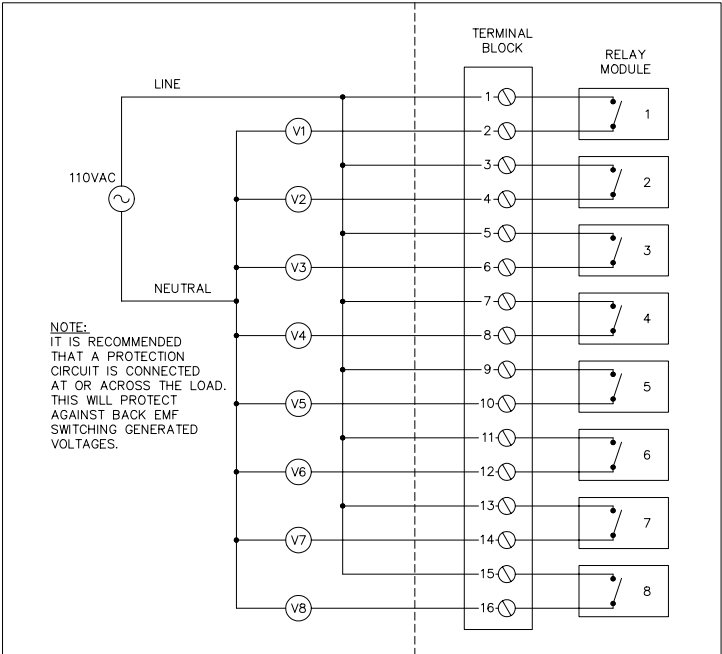 TERMINAL
BLOCK
RELAY
MODULE
LINE
110VAC
NEUTRAL
NOTE:
IT IS RECOMMENDED
THAT A PROTECTION
CIRCUIT IS CONNECTED
AT OR ACROSS THE LOAD.
THIS WILL PROTECT
AGAINST BACK EMF
SWITCHING GENERATED
VOLTAGES.
V1
V2
V3
V4
V5
V6
V7
V8
1
2
3
4
5
6
7
8
9
10
11
12
13
14
15
16
1
2
3
4
5
6
7
8